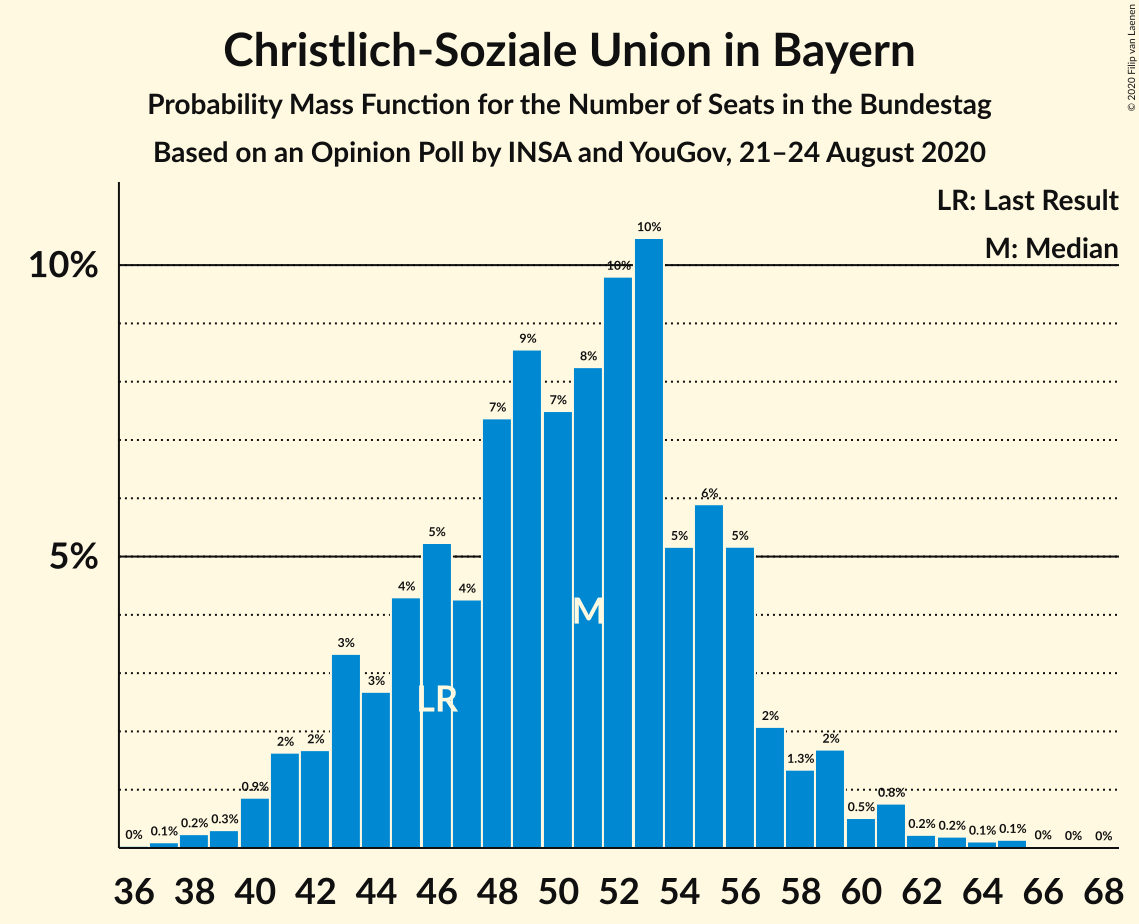 Christlich-Soziale Union in Bayern
Probability Mass Function for the Number of Seats in the Bundestag
Based on an Opinion Poll by INSA and YouGov, 21–24 August 2020
© 2020 Filip van Laenen
LR: Last Result
M: Median
10%
5%
0% 0.1% 0.2% 0.3% 0.9% 2% 2% 3% 3% 4% 5% 4% 7% 9% 7% 8% 10% 10% 5% 6% 5% 2% 1.3% 2% 0.5% 0.8% 0.2% 0.2% 0.1% 0.1% 0% 0% 0%
M
LR
36 38 40 42 44 46 48 50 52 54 56 58 60 62 64 66 68